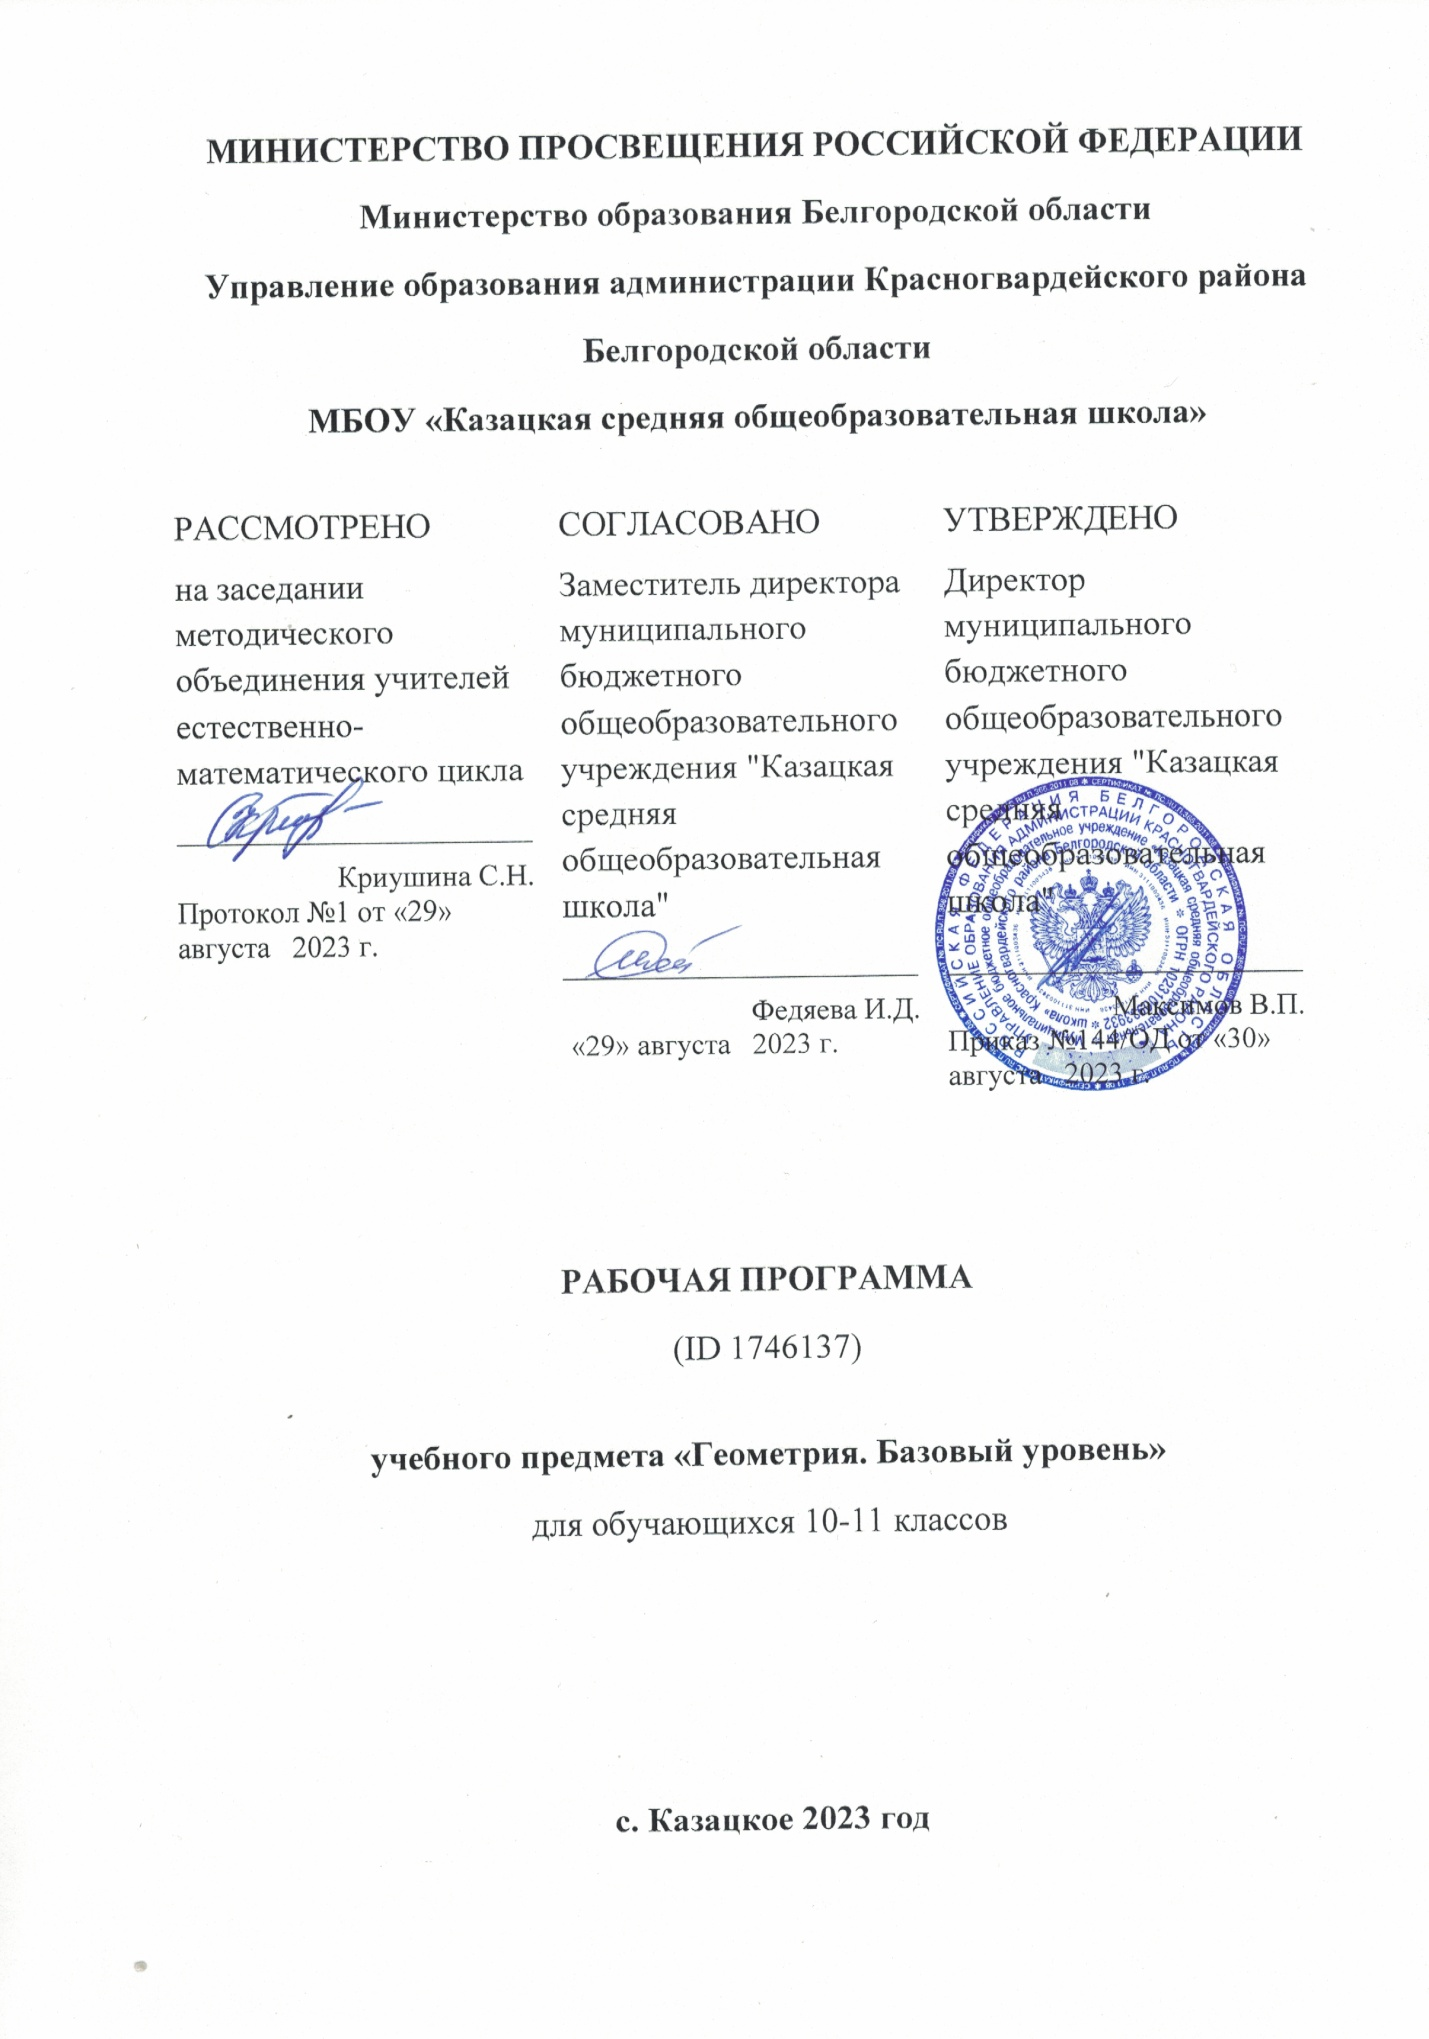 МИНИСТЕРСТВО ПРОСВЕЩЕНИЯ РОССИЙСКОЙ ФЕДЕРАЦИИ
Министерство образования Белгородской области
Управление образования администрации Красногвардейского района
Белгородской области
МБОУ «Казацкая средняя общеобразовательная школа»
РАССМОТРЕНО
на заседании
методического
объединения учителей
естественно-
математического цикла
Криушина С.Н.
Протокол №1 от «29»
августа 2023 г.
СОГЛАСОВАНО
Заместитель директора
муниципального
бюджетного
общеобразовательного
учреждения "Казацкая
средняя
общеобразовательная
школа"
Федяева И.Д.
«29» августа 2023 г.
УТВЕРЖДЕНО
Директор
муниципального
бюджетного
общеобразовательного
учреждения "Казацкая
средняя
общеобразовательная
школа"
Максимов В.П.
Приказ №144/ОД от «30»
августа 2023 г.
РАБОЧАЯ ПРОГРАММА
(ID 1746137)
учебного предмета «Геометрия. Базовый уровень»
для обучающихся 10-11 классов
с. Казацкое 2023 год